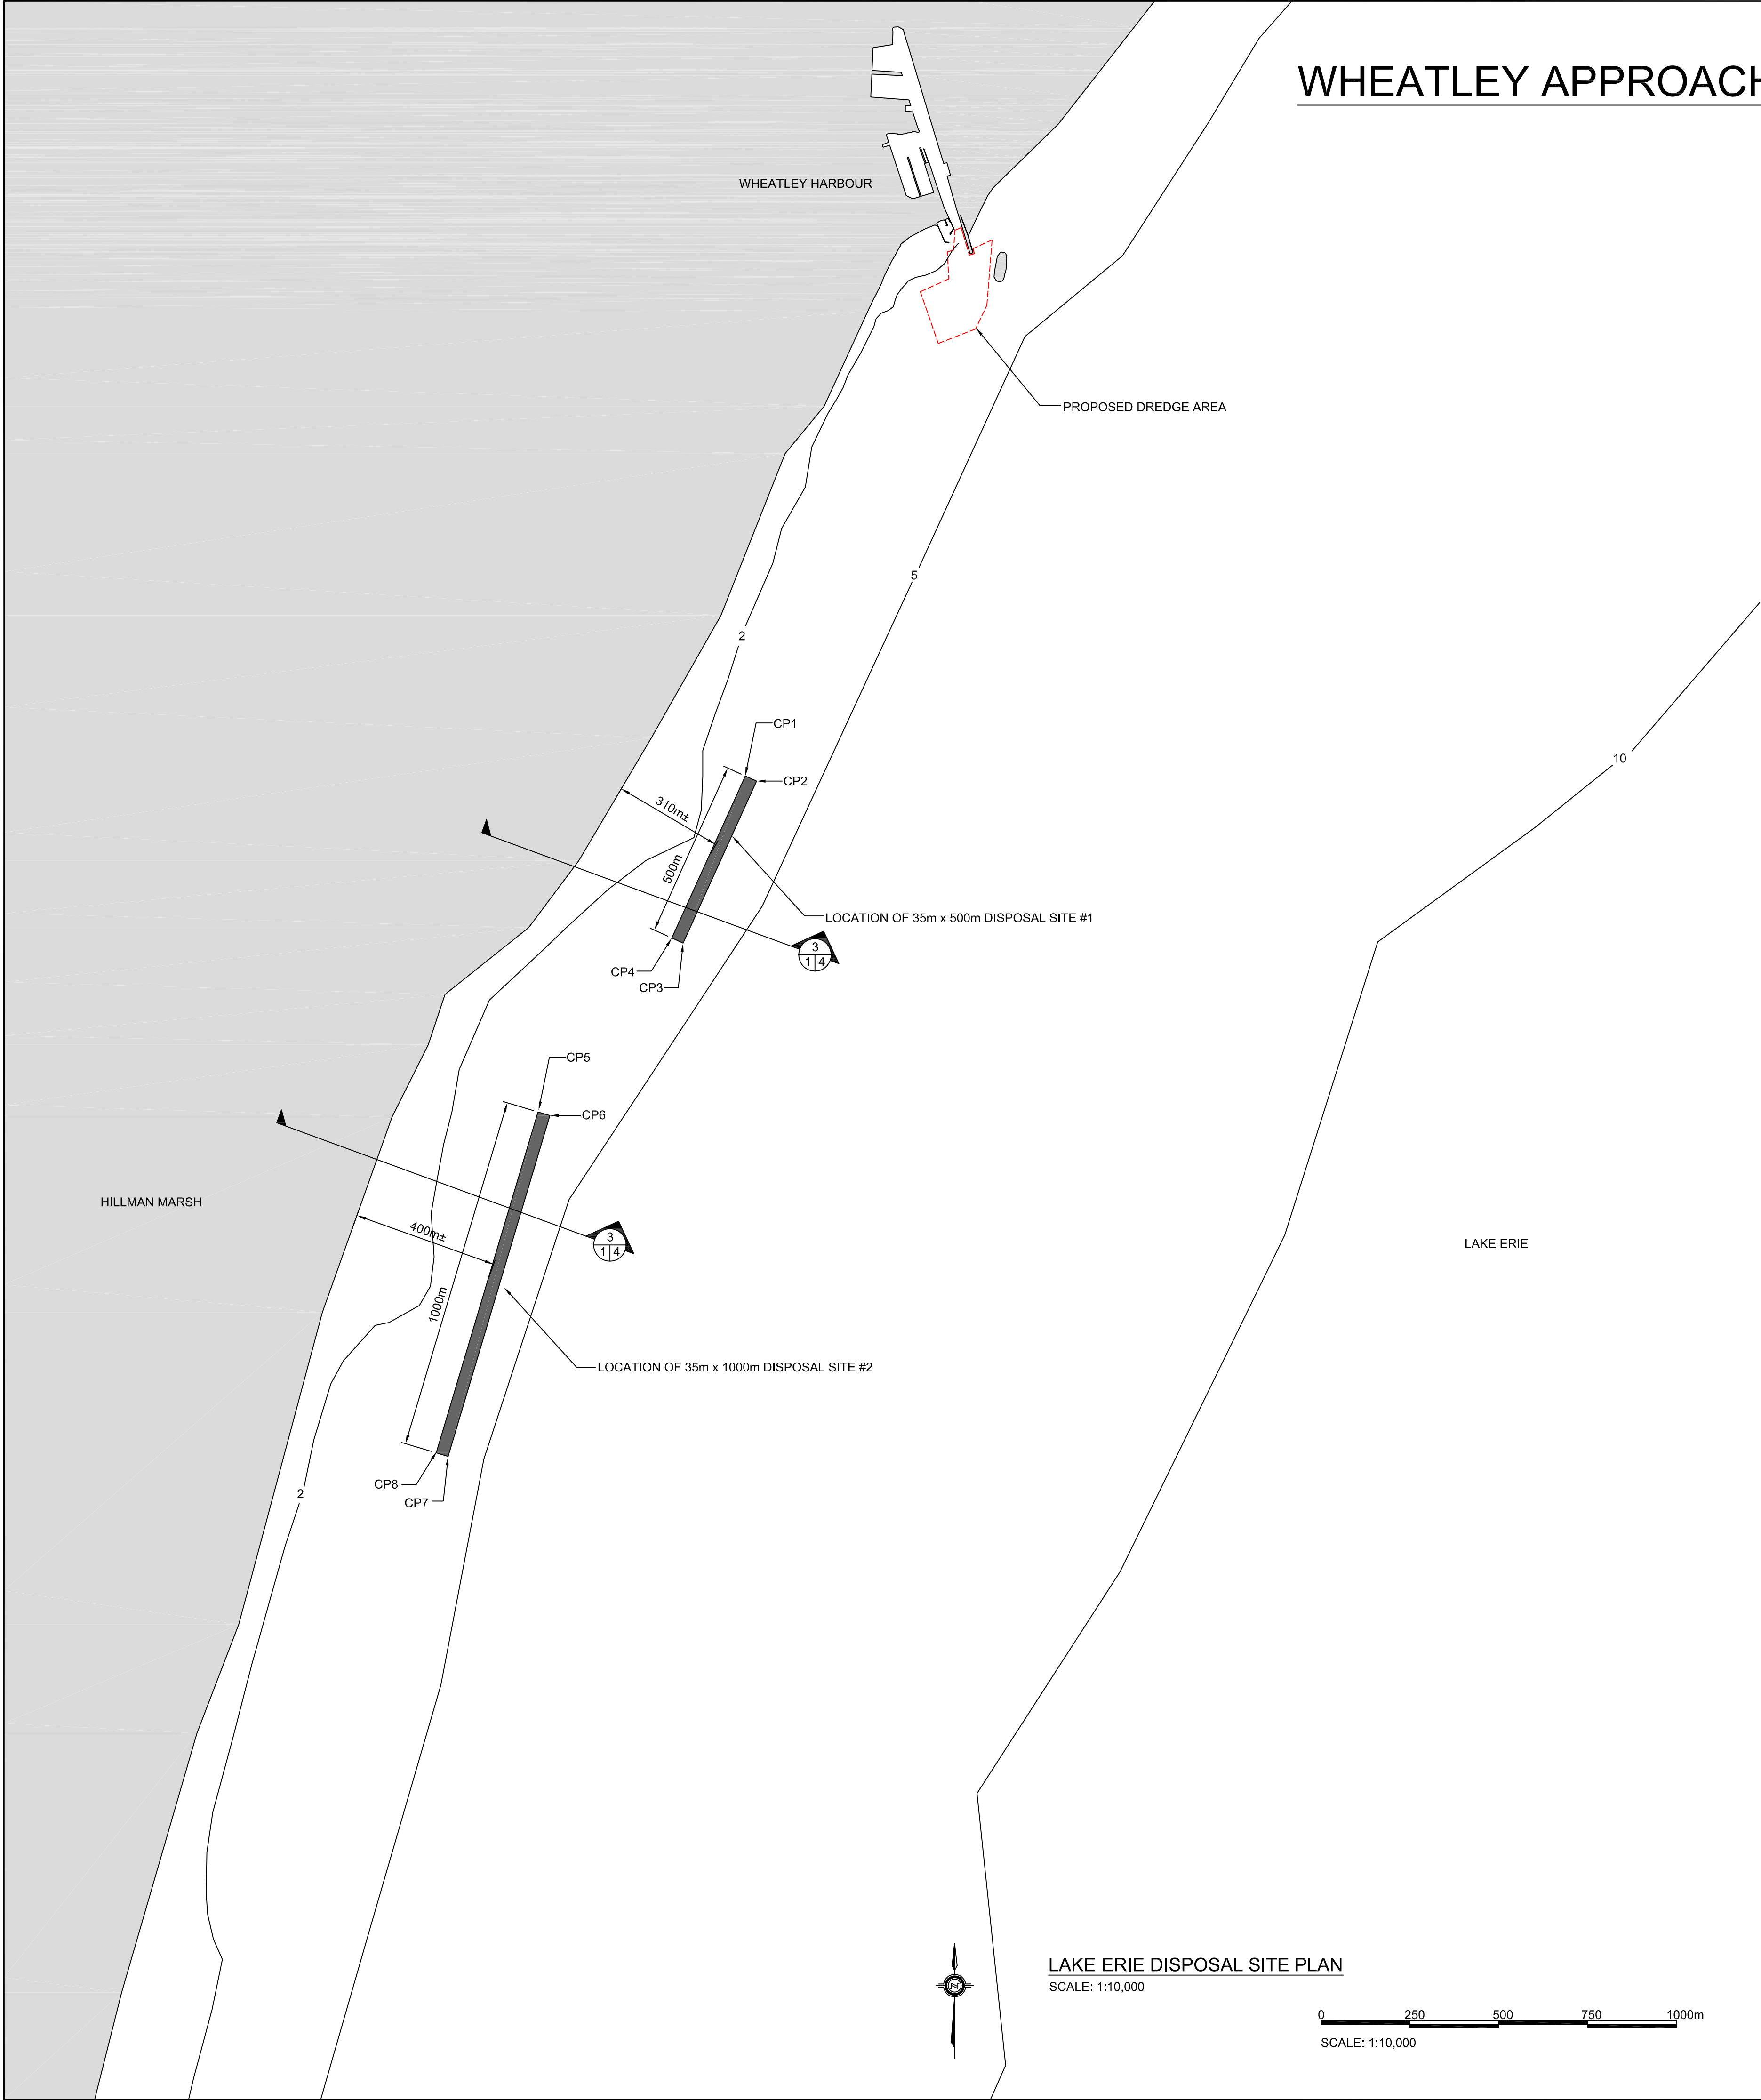 WHEATLEY APPROACH
WHEATLEY HARBOUR
PROPOSED DREDGE AREA
5
2
CP1
10
CP2
310m±
500m
LOCATION OF 35m x 500m DISPOSAL SITE #1
3
1 4
CP4
CP3
CP5
CP6
HILLMAN MARSH
400m±
3
1 4
LAKE ERIE
1000m
LOCATION OF 35m x 1000m DISPOSAL SITE #2
CP8
2
CP7
LAKE ERIE DISPOSAL SITE PLAN
SCALE: 1:10,000
N
0 250 500 750 1000m
SCALE: 1:10,000